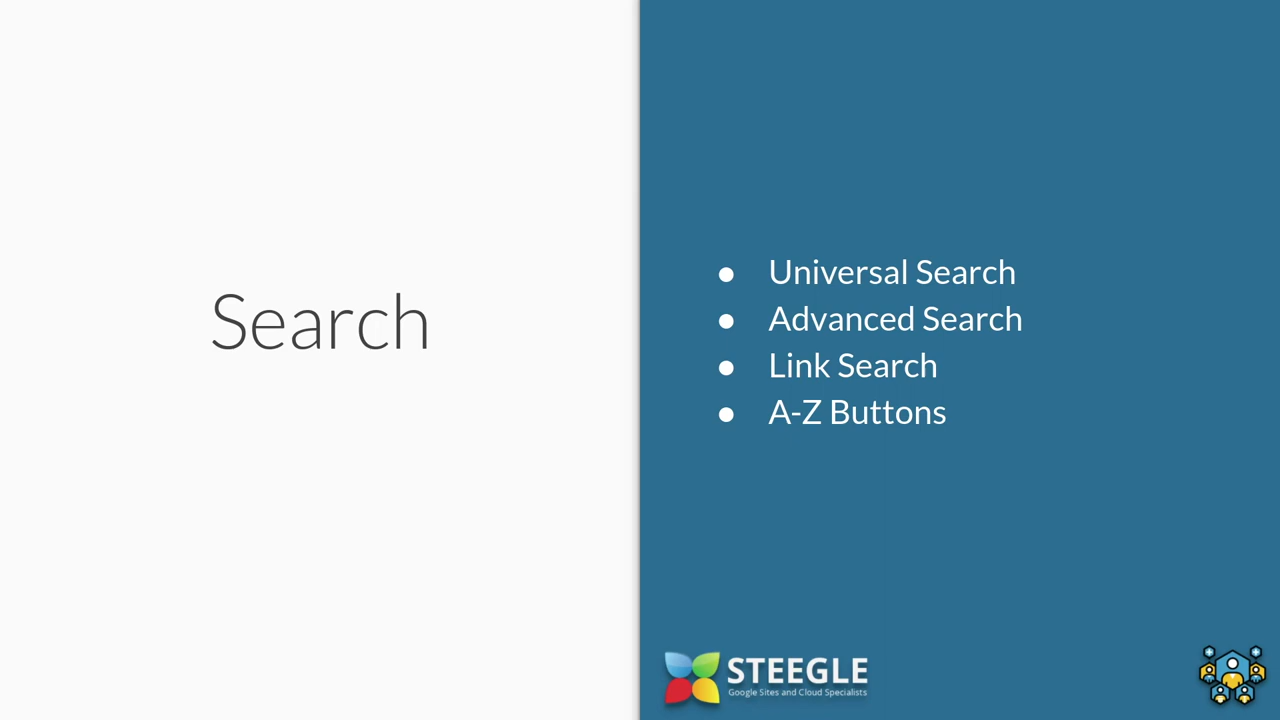 Search
● Universal Search
● Advanced Search
● Link Search
● A-Z Buttons
STEEGLE
Google Sites and Cloud Specialists